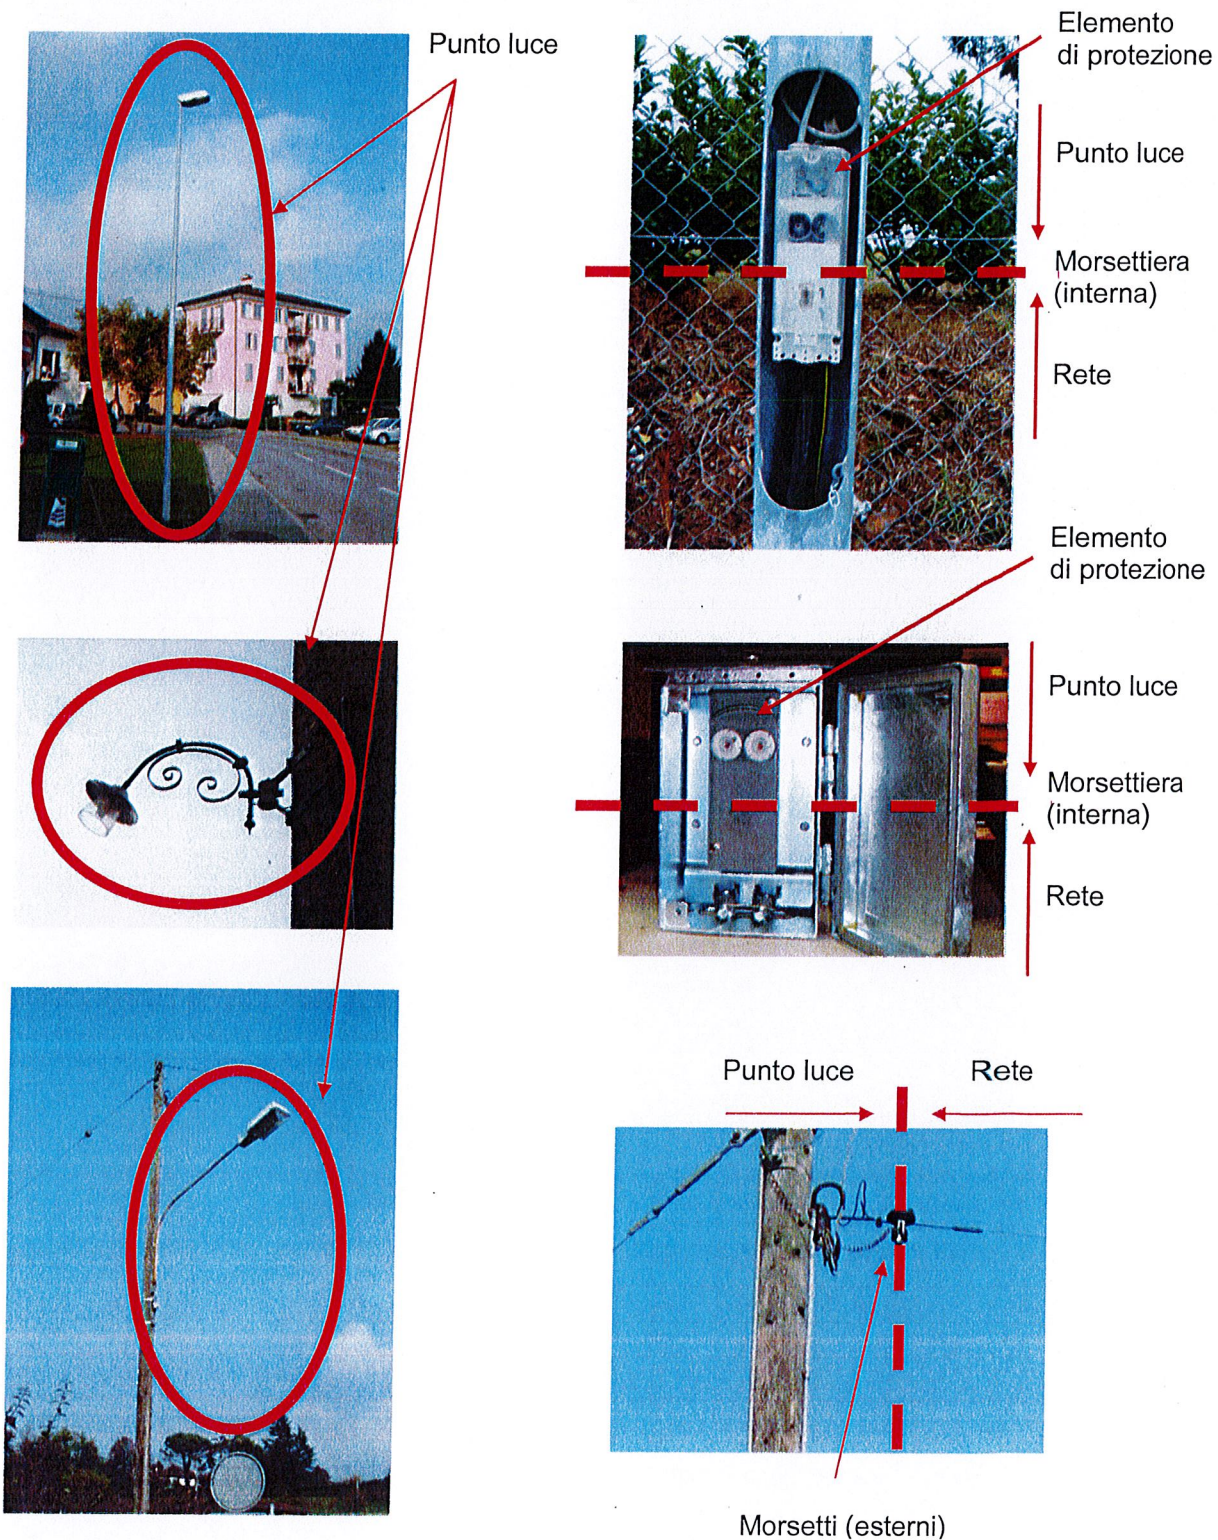 Punto luce
Elemento
di protezione
Punto luce
Morsettiera
(interna)
Rete
Elemento
di protezione
Punto luce
Morsettiera
(interna)
Rete
Punto luce
Rete
Morsetti (esterni)